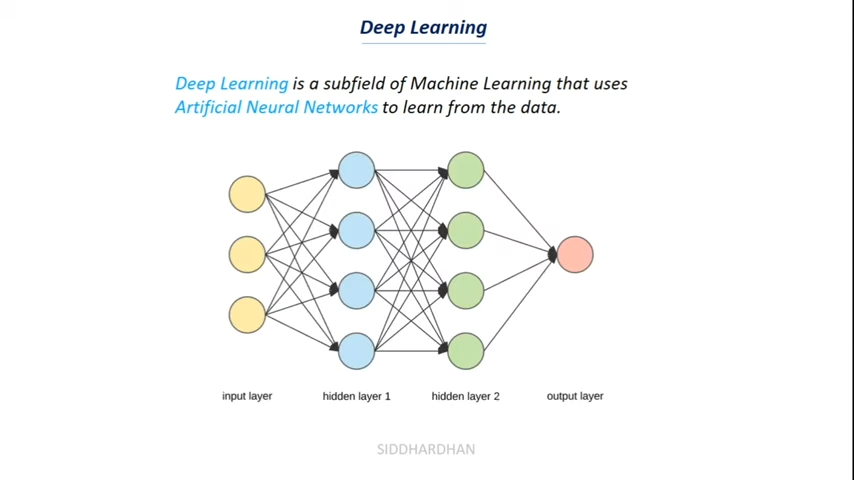 Deep Learning
Deep Learning is a subfield of Machine Learning that uses
Artificial Neural Networks to learn from the data.
input layer
hidden layer 1
hidden layer 2
output layer
SIDDHARDHAN